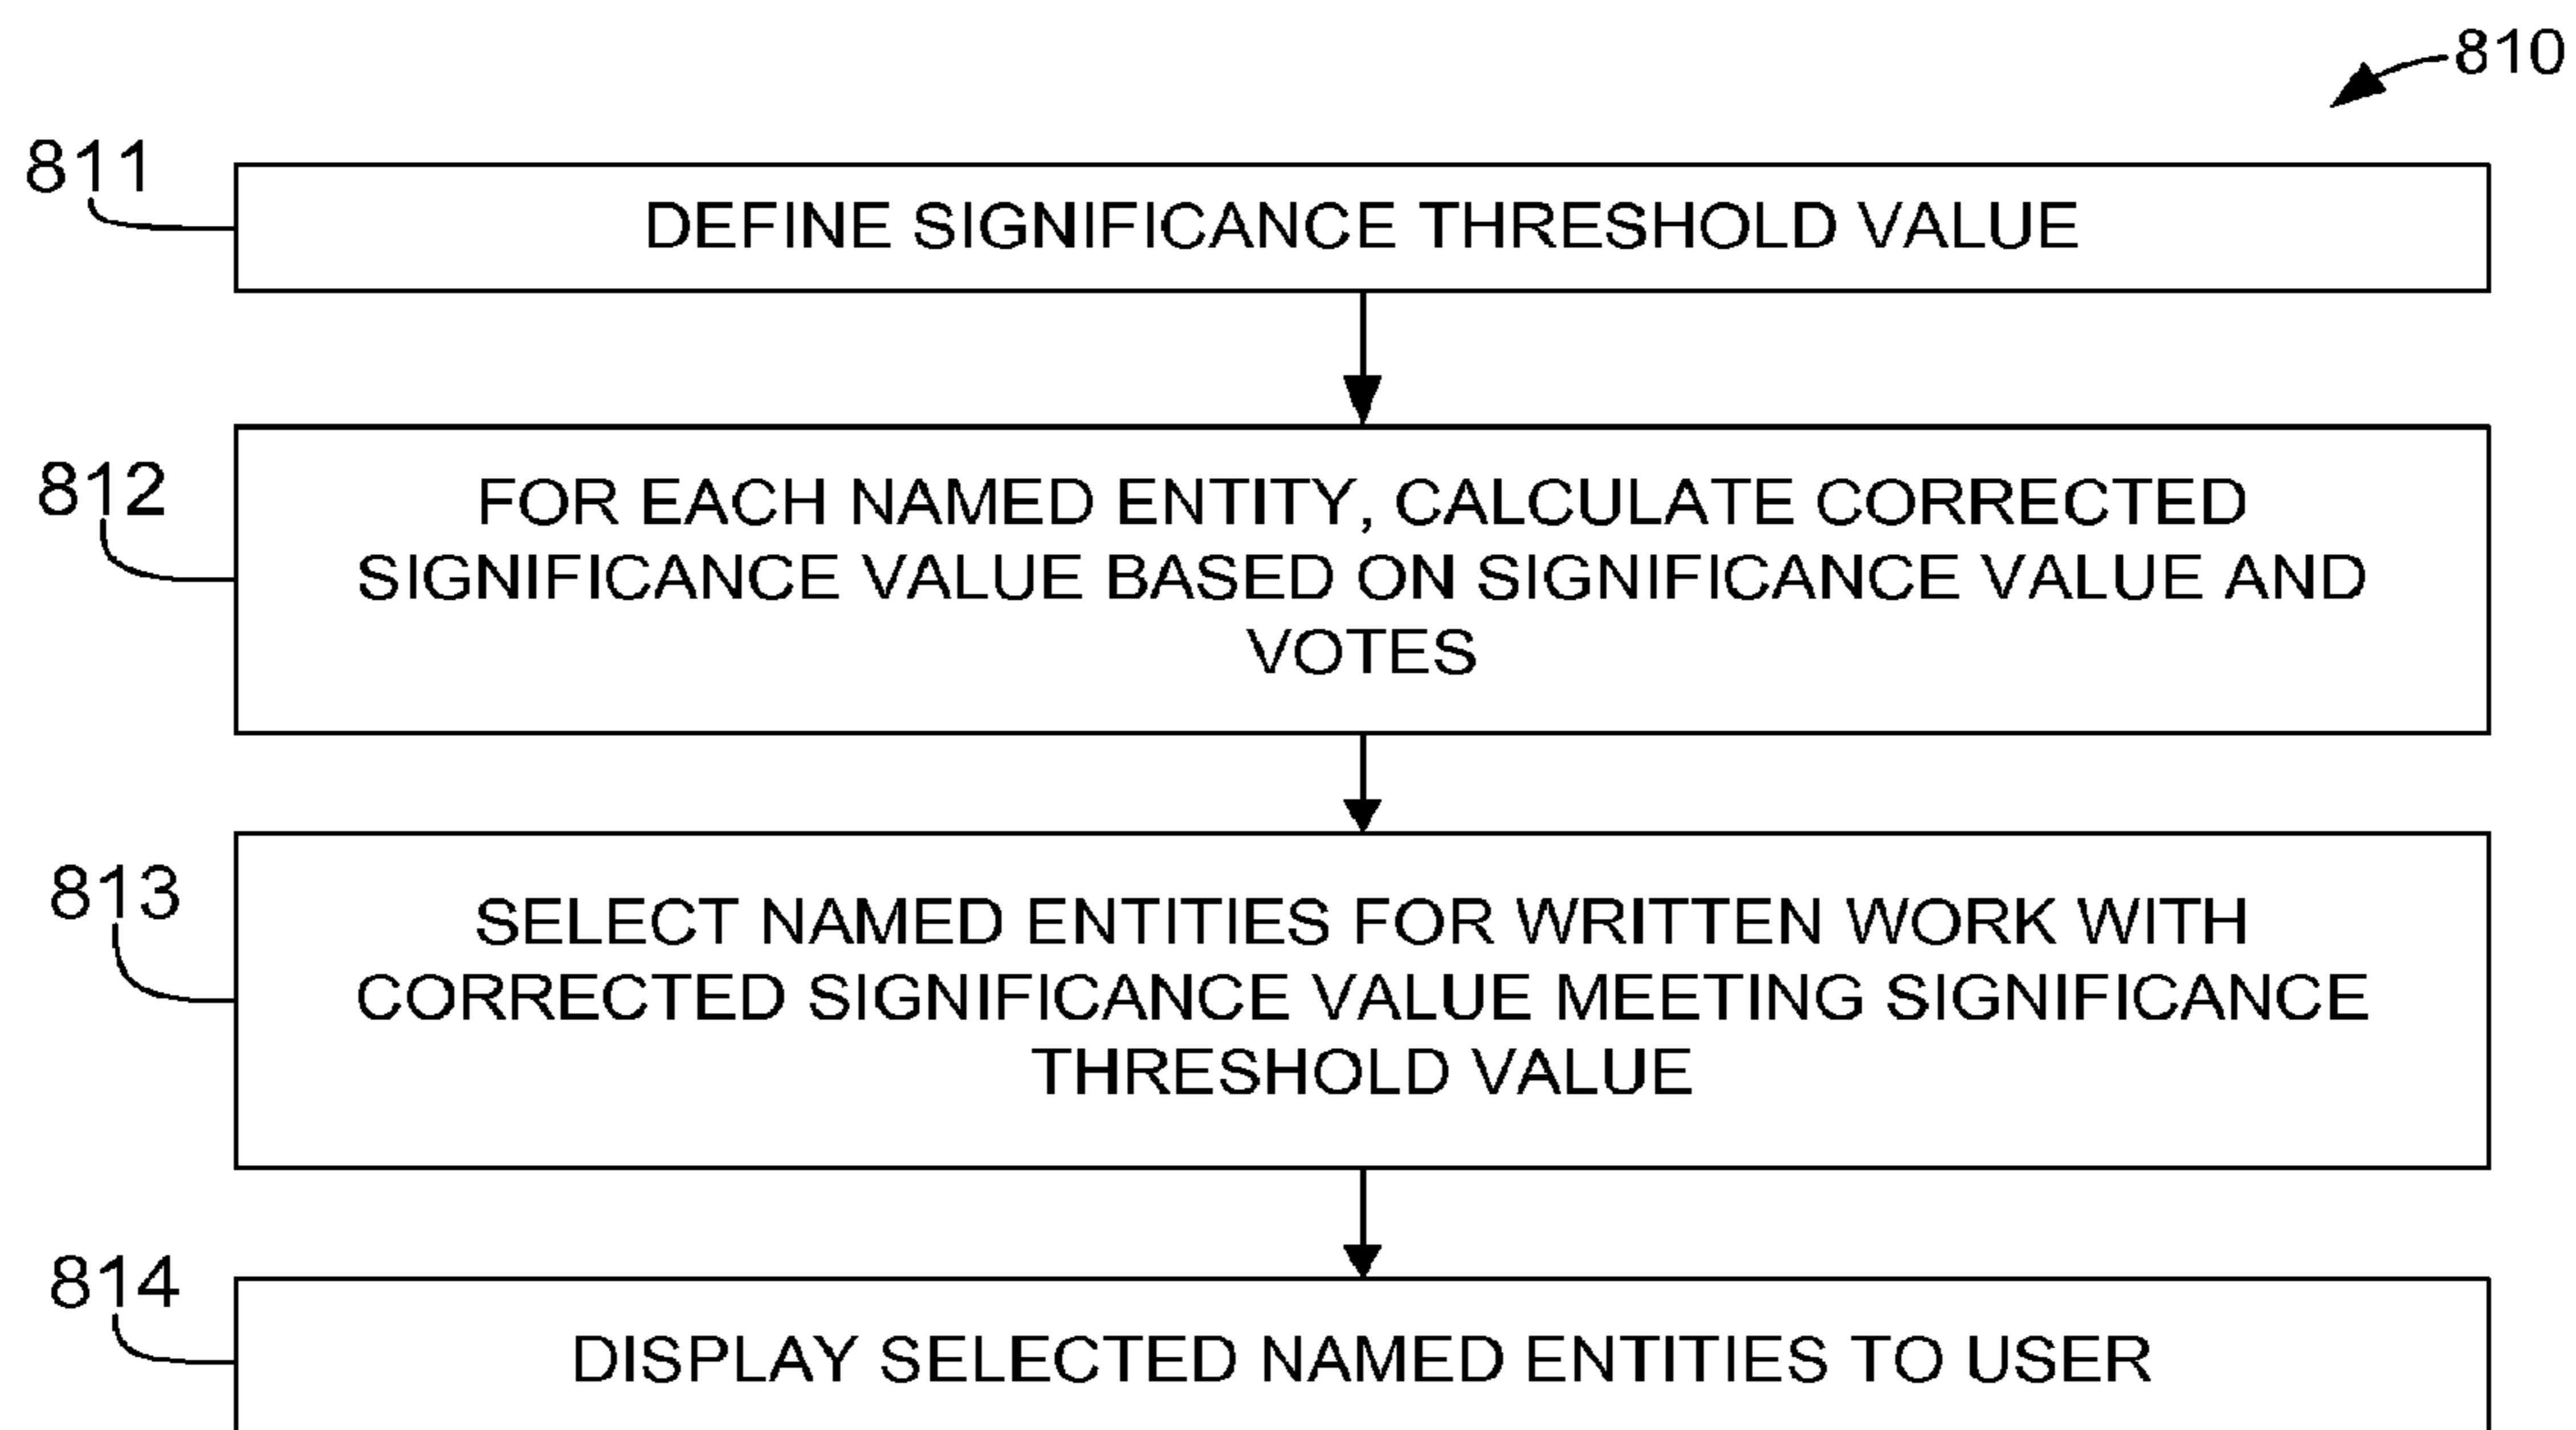 810
811
DEFINE SIGNIFICANCE THRESHOLD VALUE
812
FOR EACH NAMED ENTITY, CALCULATE CORRECTED
SIGNIFICANCE VALUE BASED ON SIGNIFICANCE VALUE AND
VOTES
813
SELECT NAMED ENTITIES FOR WRITTEN WORK WITH
CORRECTED SIGNIFICANCE VALUE MEETING SIGNIFICANCE
THRESHOLD VALUE
814
DISPLAY SELECTED NAMED ENTITIES TO USER